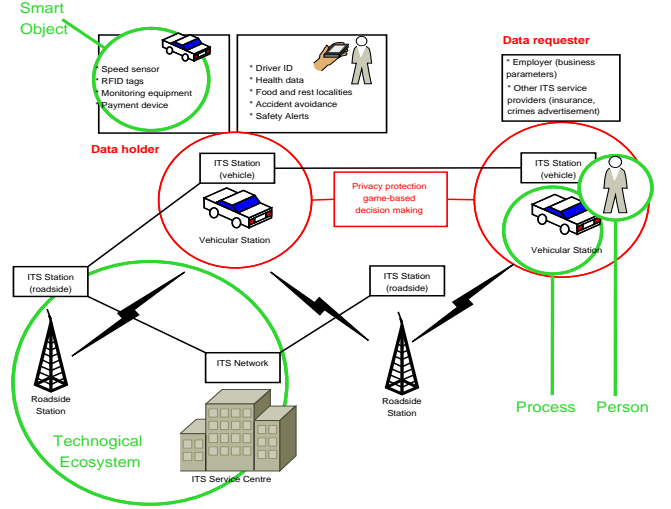 Smart
Object
* Speed sensor
* RFID tags
* Monitoring equipment
*Payment device
* Driver ID
* Health data
* Food and rest localities
* Accident avoidance
* Safety Alerts
Data requester
* Employer (business
parameters)
* Other ITS service
providers (insurance,
crimes advertisement)
Data holder
ITS Station
(vehicle)
Vehicular Station
Privacy protection
game-based
decision making
ITS Station
(vehicle)
Vehicular Station
ITS Station
(roadside)
ITS Station
(roadside)
Roadside
Station
ITS Network
Roadside
Station
Process
Person
Technogical
Ecosystem
ITS Service Centre